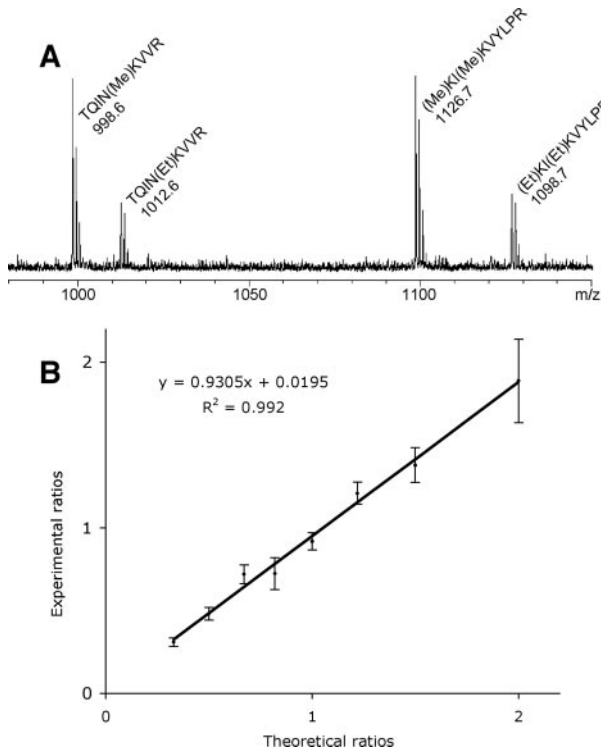 A
TQIN(Me)KVVR
998.6
TQIN(Et)KVVR
1012.6
(Me)KI(Me)KVYLPR
1126.7
(Et)KI(Et)KVYLPR
1098.7
1000
1050
1100
m/z
B
y = 0.9305x + 0.0195
R² = 0.992
Experimental ratios
2
1
0
1
2
Theoretical ratios